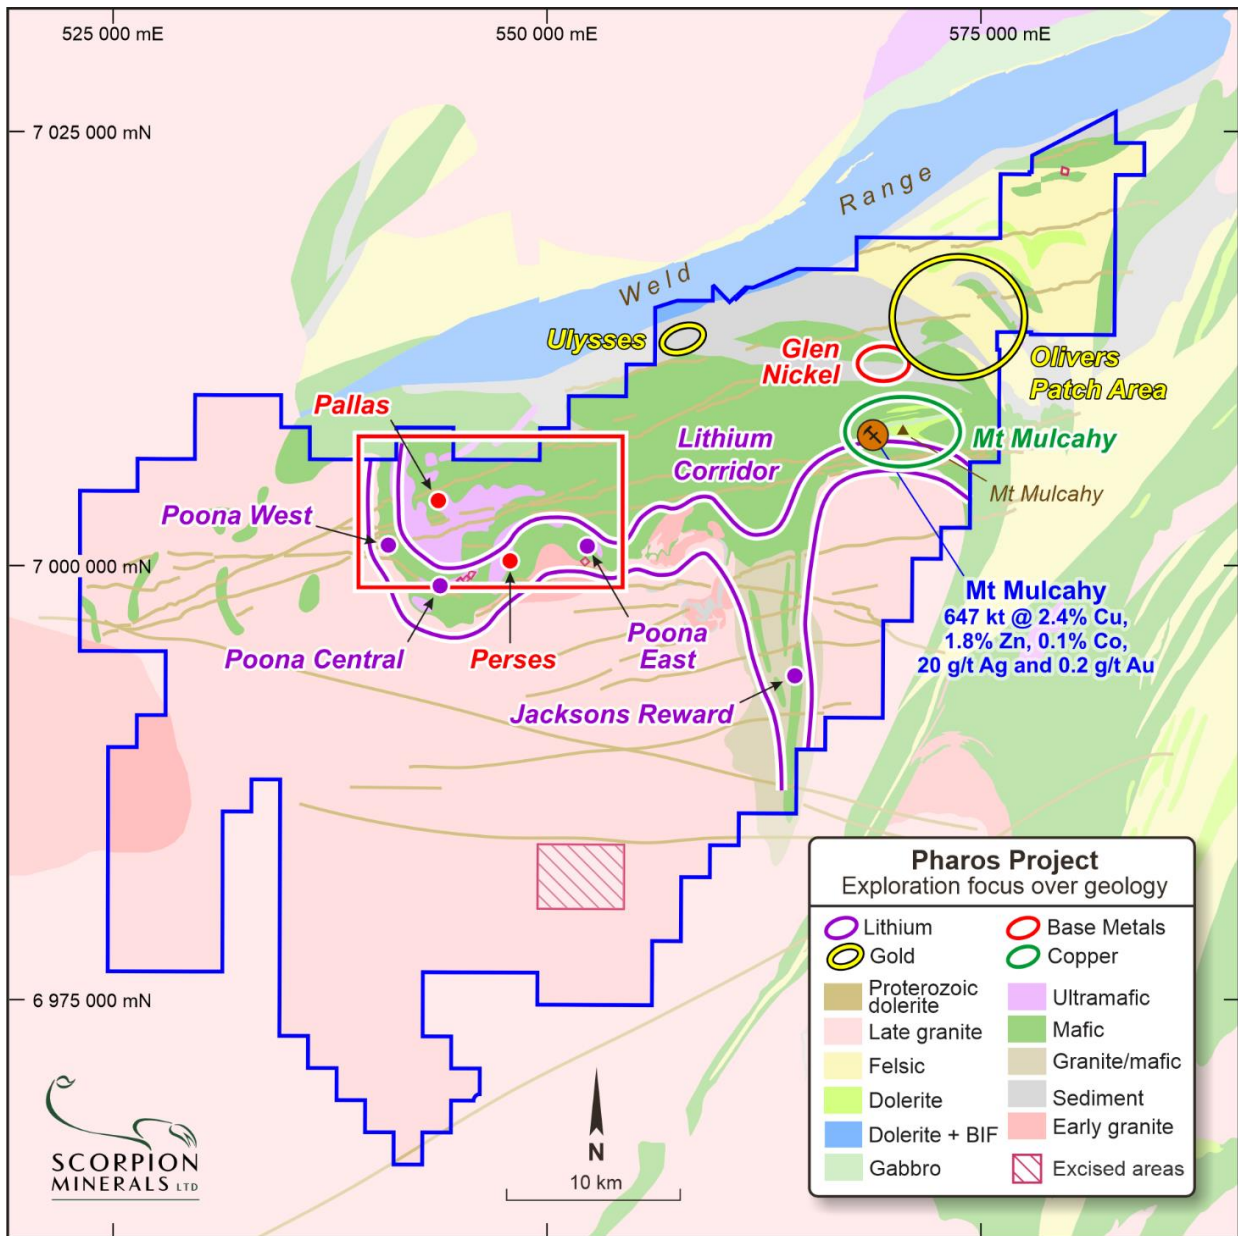 525 000 mE
550 000 mE
575 000 mE
7 025 000 mN
Weld Range
Ulysses
Glen
Nickel
Olivers
Patch Area
Pallas
Lithium
Corridor
Mt Mulcahy
Mt Mulcahy
Poona West
7 000 000 mN
Mt Mulcahy
647 kt @ 2.4% Cu,
1.8% Zn, 0.1% Co,
20 g/t Ag and 0.2 g/t Au
Poona Central
Perses
Poona
East
Jacksons Reward
6 975 000 mN
Pharos Project
Exploration focus over geology
Lithium
Base Metals
Gold
Copper
Proterozoic
dolerite
Ultramafic
Late granite
Mafic
Felsic
Granite/mafic
Dolerite
Sediment
Dolerite + BIF
Early granite
Gabbro
Excised areas
N
10 km
SCORPION
MINERALS LTD